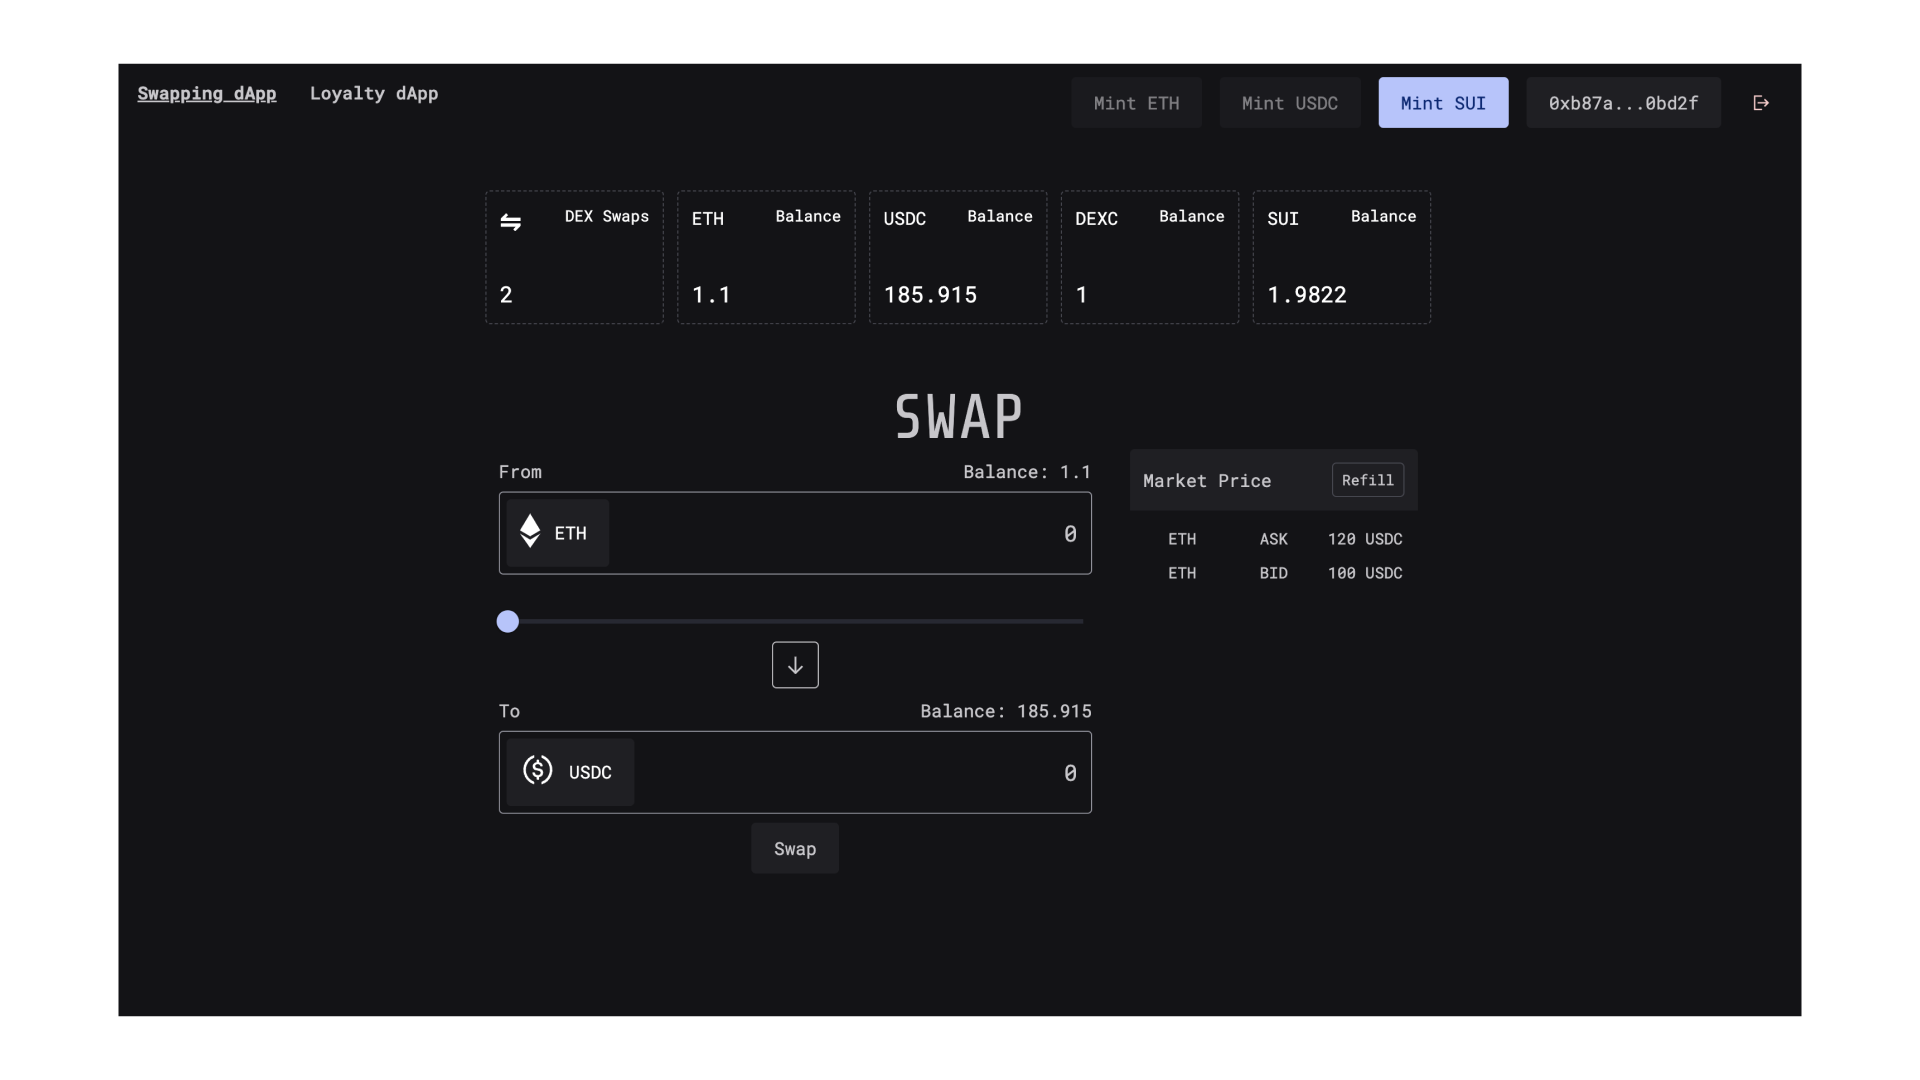 Swapping dApp Loyalty dApp Mint ETH Mint USDC Mint SUI 0xb87a...0bd2f
DEX Swaps
2
ETH Balance
1.1
USDC Balance
185.915
DEXC Balance
1
SUI Balance
1.9822
SWAP
From Balance: 1.1
ETH 0
To Balance: 185.915
USDC 0
Swap
Market Price Refill
ETH ASK 120 USDC
ETH BID 100 USDC